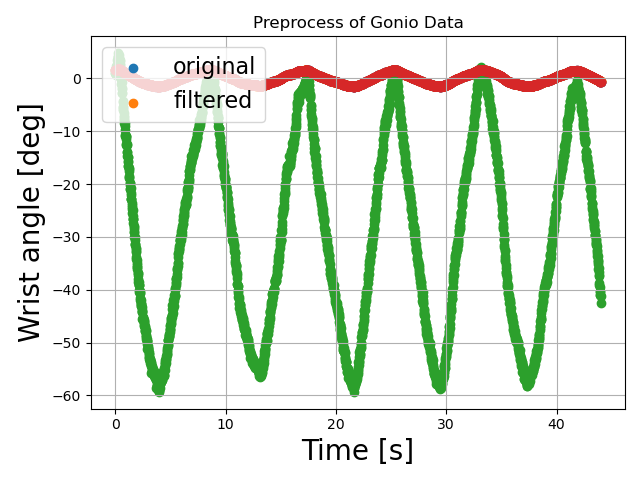 Preprocess of Gonio Data
original
filtered
Wrist angle [deg]
0
−10
−20
−30
−40
−50
−60
0 10 20 30 40
Time [s]